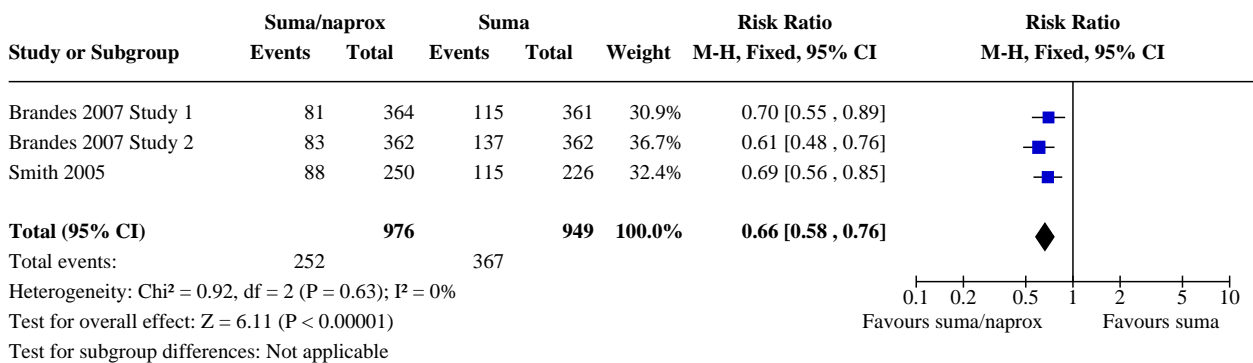 Suma/naprox Suma Risk Ratio Risk Ratio
Study or Subgroup Events Total Events Total Weight M-H, Fixed, 95% CI M-H, Fixed, 95% CI
Brandes 2007 Study 1 81 364 115 361 30.9% 0.70 [0.55 , 0.89]
Brandes 2007 Study 2 83 362 137 362 36.7% 0.61 [0.48 , 0.76]
Smith 2005 88 250 115 226 32.4% 0.69 [0.56 , 0.85]
Total (95% CI) 976 949 100.0% 0.66 [0.58 , 0.76]
Total events: 252 367
Heterogeneity: Chi² = 0.92, df = 2 (P = 0.63); I² = 0%
0.1 0.2 0.5 1 2 5 10
Test for overall effect: Z = 6.11 (P < 0.00001)
Favours suma/naprox Favours suma
Test for subgroup differences: Not applicable